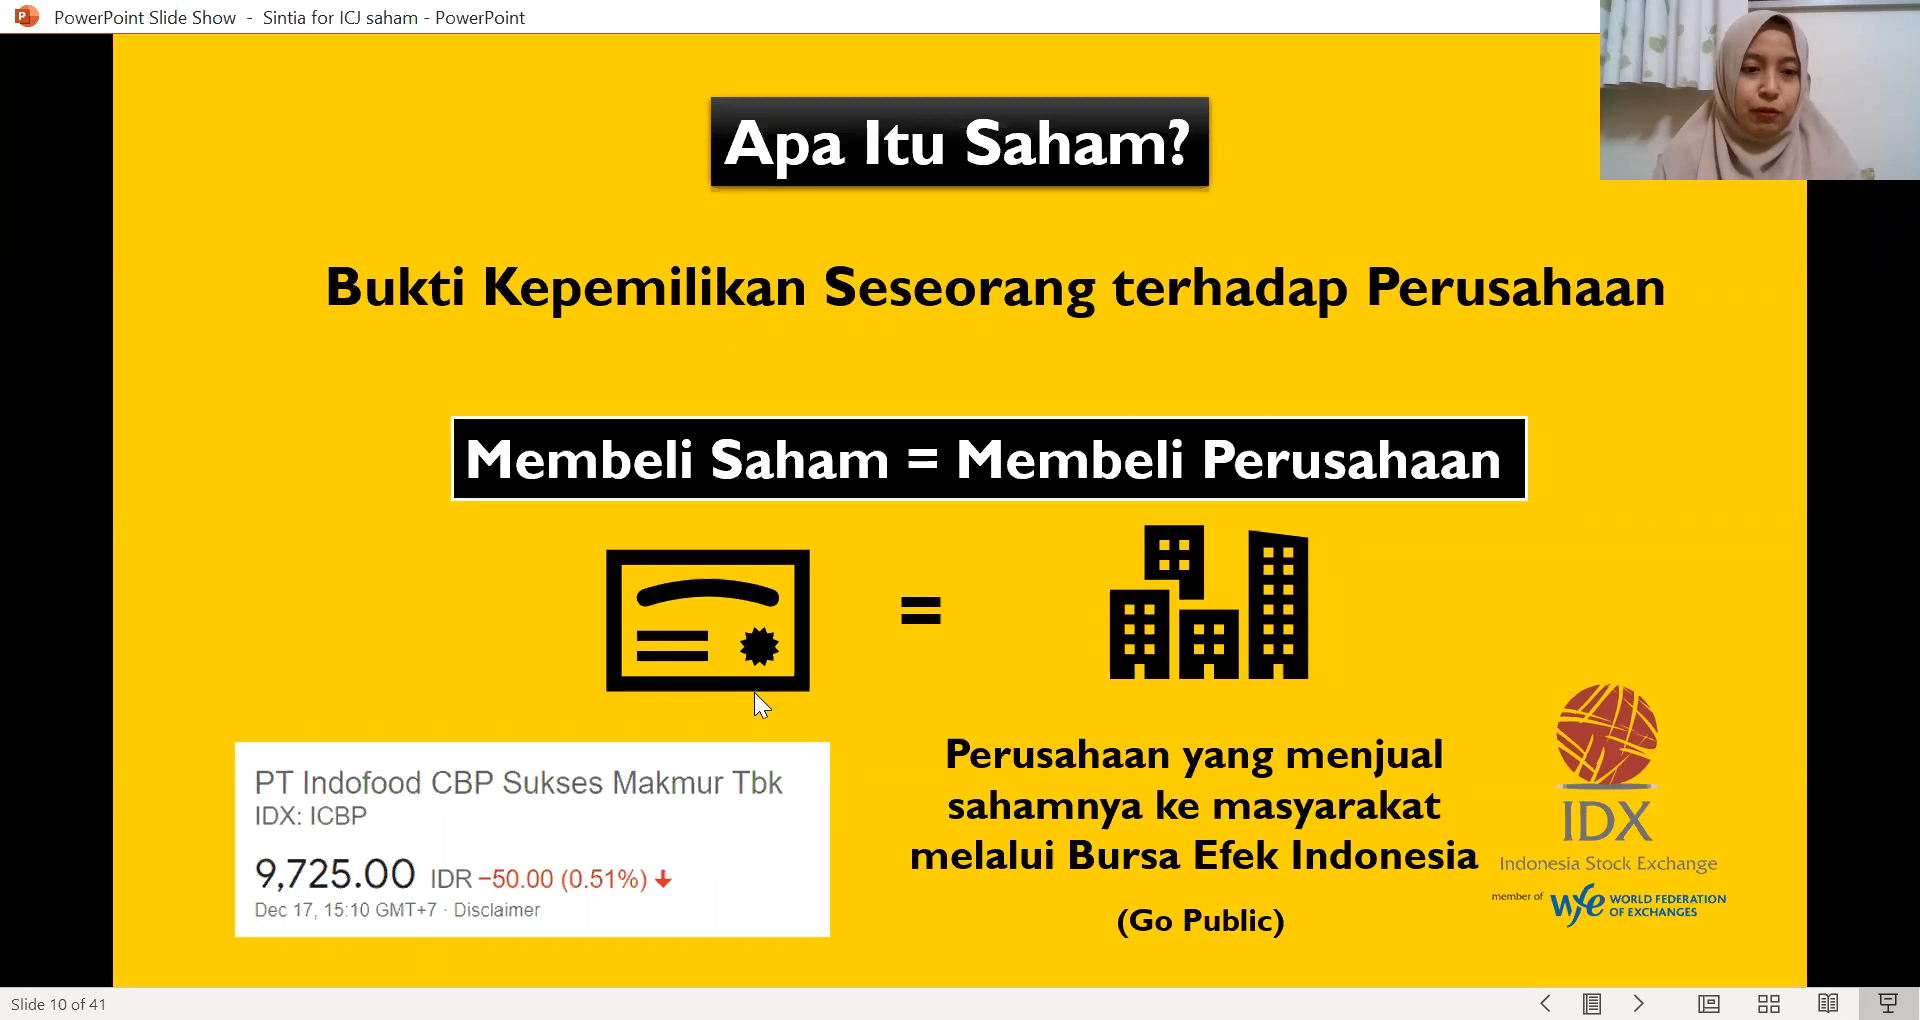 PowerPoint Slide Show - Sintia for ICJ saham - PowerPoint
Apa Itu Saham?
Bukti Kepemilikan Seseorang terhadap Perusahaan
Membeli Saham = Membeli Perusahaan
=
PT Indofood CBP Sukses Makmur Tbk
IDX: ICBP
9,725.00 IDR −50.00 (0.51%) ↓
Dec 17, 15:10 GMT+7 · Disclaimer
Perusahaan yang menjual
sahamnya ke masyarakat
melalui Bursa Efek Indonesia
(Go Public)
IDX
Indonesia Stock Exchange
member of wfe WORLD FEDERATION
OF EXCHANGES
Slide 10 of 41